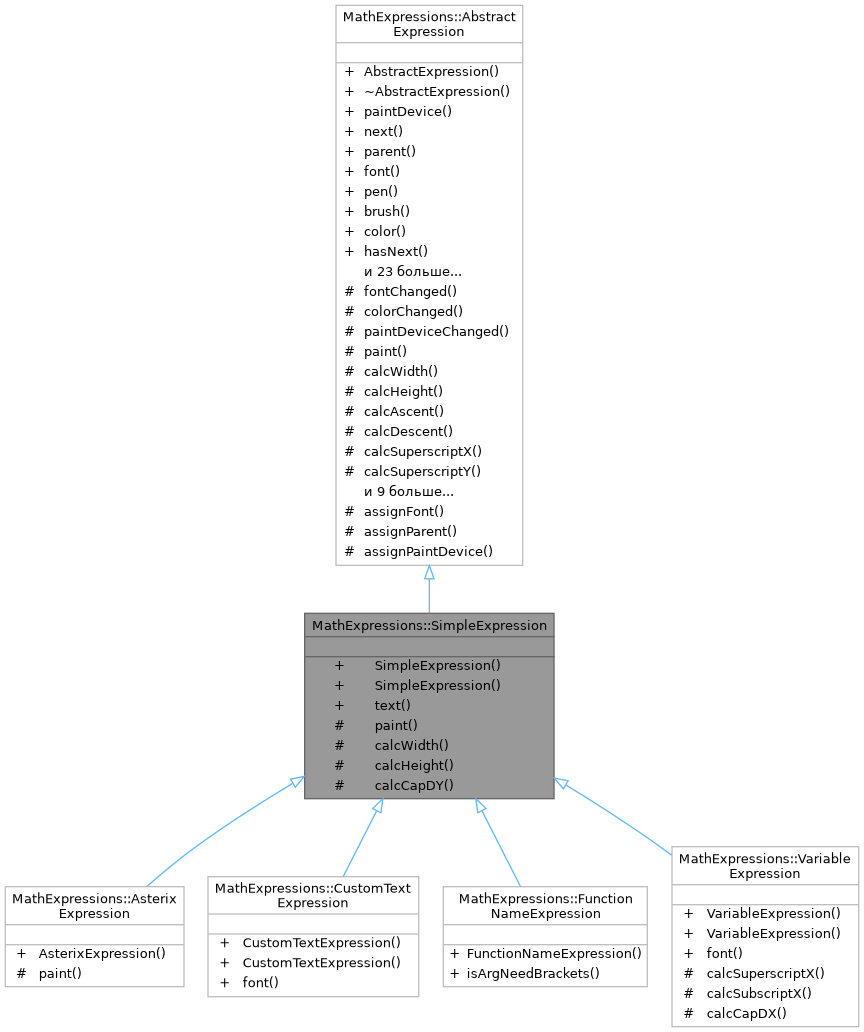 MathExpressions::Abstract
Expression
+ AbstractExpression()
+ ~AbstractExpression()
+ paintDevice()
+ next()
+ parent()
+ font()
+ pen()
+ brush()
+ color()
+ hasNext()
и 23 больше...
# fontChanged()
# colorChanged()
# paintDeviceChanged()
# paint()
# calcWidth()
# calcHeight()
# calcAscent()
# calcDescent()
# calcSuperscriptX()
# calcSuperscriptY()
и 9 больше...
# assignFont()
# assignParent()
# assignPaintDevice()
MathExpressions::SimpleExpression
+ SimpleExpression()
+ SimpleExpression()
+ text()
# paint()
# calcWidth()
# calcHeight()
# calcCapDY()
MathExpressions::Asterix
Expression
+ AsterixExpression()
# paint()
MathExpressions::CustomText
Expression
+ CustomTextExpression()
+ CustomTextExpression()
+ font()
MathExpressions::Function
NameExpression
+ FunctionNameExpression()
+ isArgNeedBrackets()
MathExpressions::Variable
Expression
+ VariableExpression()
+ VariableExpression()
+ font()
# calcSuperscriptX()
# calcSubscriptX()
# calcCapDX()